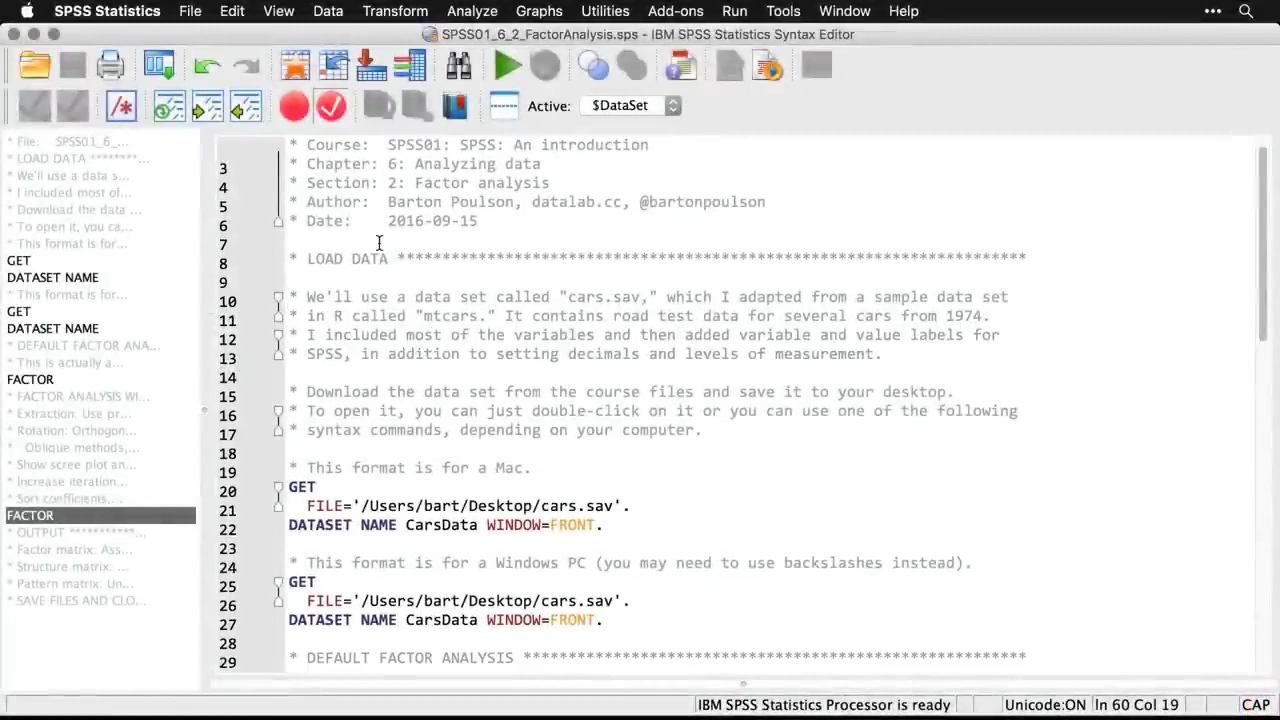 SPSS Statistics File Edit View Data Transform Analyze Graphs Utilities Add-ons Run Tools Window Help
SPSS01_6_2_FactorAnalysis.sps - IBM SPSS Statistics Syntax Editor
Active: $DataSet
* File: SPSS01_6_...
* LOAD DATA ********...
* We'll use a data s...
* I included most of...
* Download the data ...
* To open it, you ca...
* This format is for...
GET
DATASET NAME
* This format is for...
GET
DATASET NAME
* DEFAULT FACTOR ANA...
* This is actually a...
FACTOR
* FACTOR ANALYSIS WI...
* Extraction: Use pr...
* Rotation: Orthogon...
* Oblique methods,...
* Show scree plot an...
* Increase iteration...
* Sort coefficients,...
FACTOR
* OUTPUT ***********...
* Factor matrix: Ass...
* Structure matrix: ...
* Pattern matrix: Un...
* SAVE FILES AND CLO...
* Course: SPSS01: SPSS: An introduction
3 * Chapter: 6: Analyzing data
4 * Section: 2: Factor analysis
5 * Author: Barton Poulson, datalab.cc, @bartonpoulson
6 * Date: 2016-09-15
7
8 * LOAD DATA **********************************************************************
9
10 * We'll use a data set called "cars.sav," which I adapted from a sample data set
11 * in R called "mtcars." It contains road test data for several cars from 1974.
12 * I included most of the variables and then added variable and value labels for
13 * SPSS, in addition to setting decimals and levels of measurement.
14
15 * Download the data set from the course files and save it to your desktop.
16 * To open it, you can just double-click on it or you can use one of the following
17 * syntax commands, depending on your computer.
18
19 * This format is for a Mac.
20 GET
21 FILE='/Users/bart/Desktop/cars.sav'.
22 DATASET NAME CarsData WINDOW=FRONT.
23
24 * This format is for a Windows PC (you may need to use backslashes instead).
25 GET
26 FILE='/Users/bart/Desktop/cars.sav'.
27 DATASET NAME CarsData WINDOW=FRONT.
28
29 * DEFAULT FACTOR ANALYSIS ********************************************************
IBM SPSS Statistics Processor is ready Unicode:ON In 60 Col 19 CAP